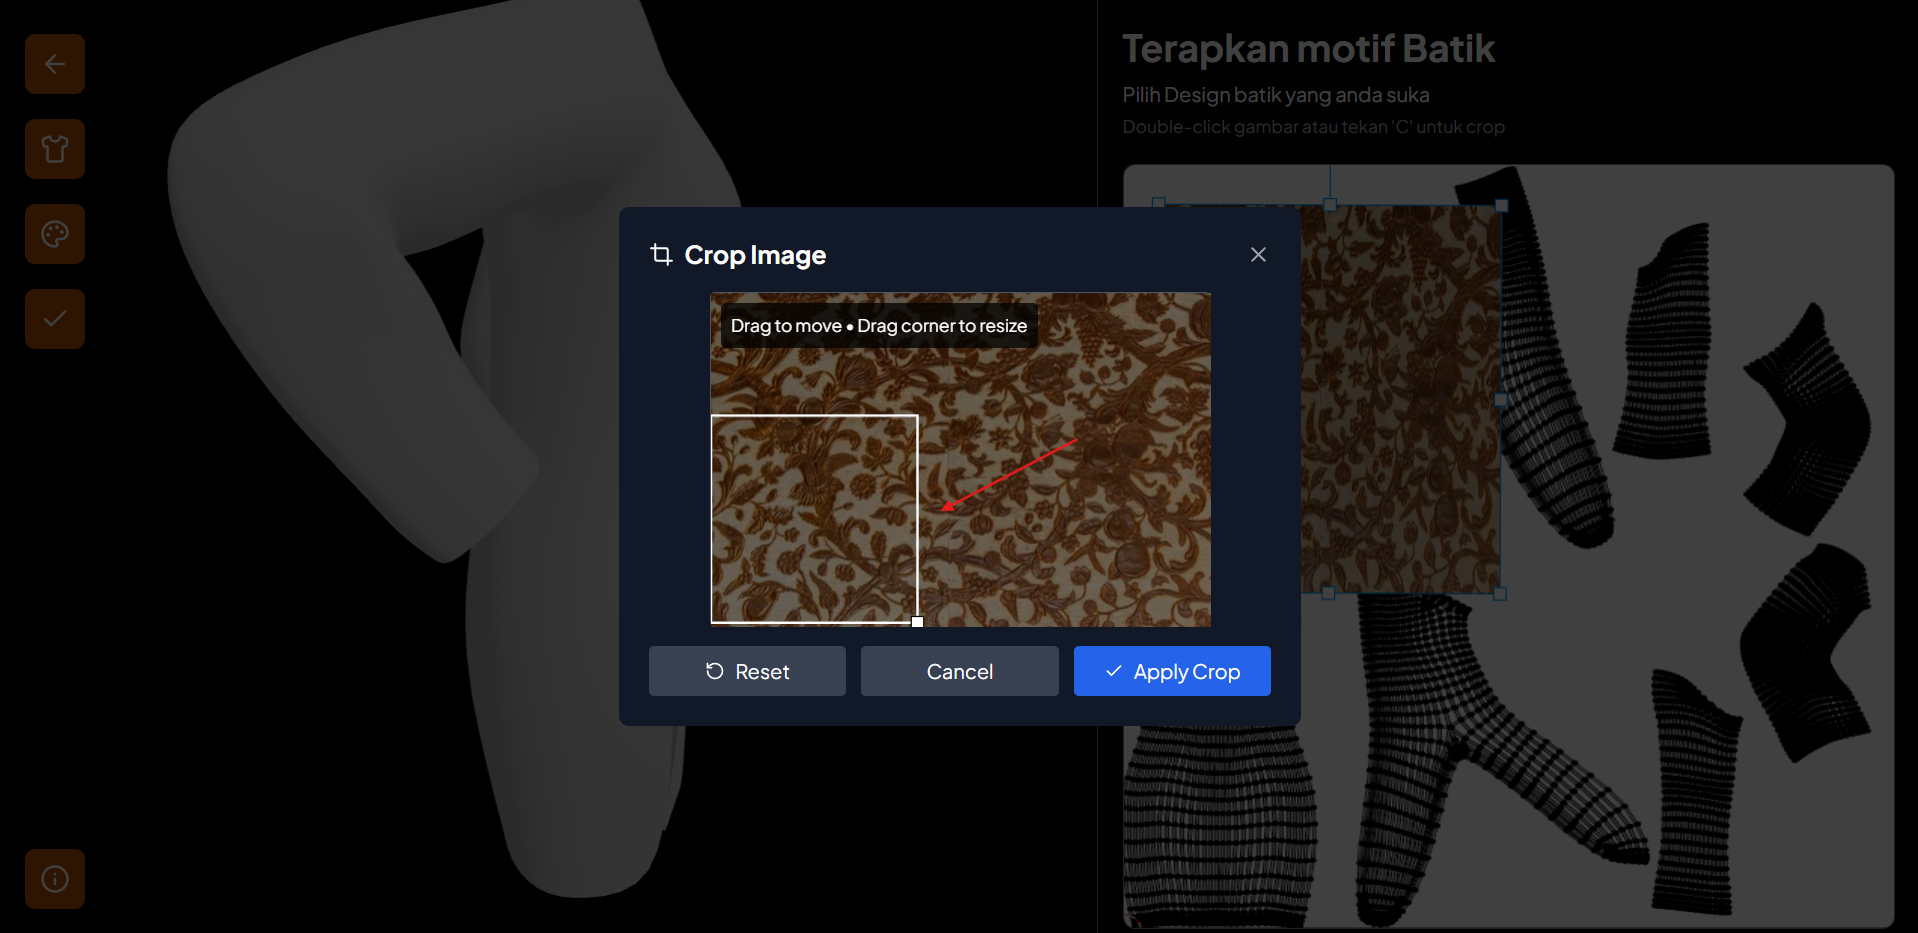 Terapkan motif Batik
Pilih Design batik yang anda suka
Double-click gambar atau tekan 'C' untuk crop
Crop Image
Drag to move • Drag corner to resize
Reset
Cancel
Apply Crop